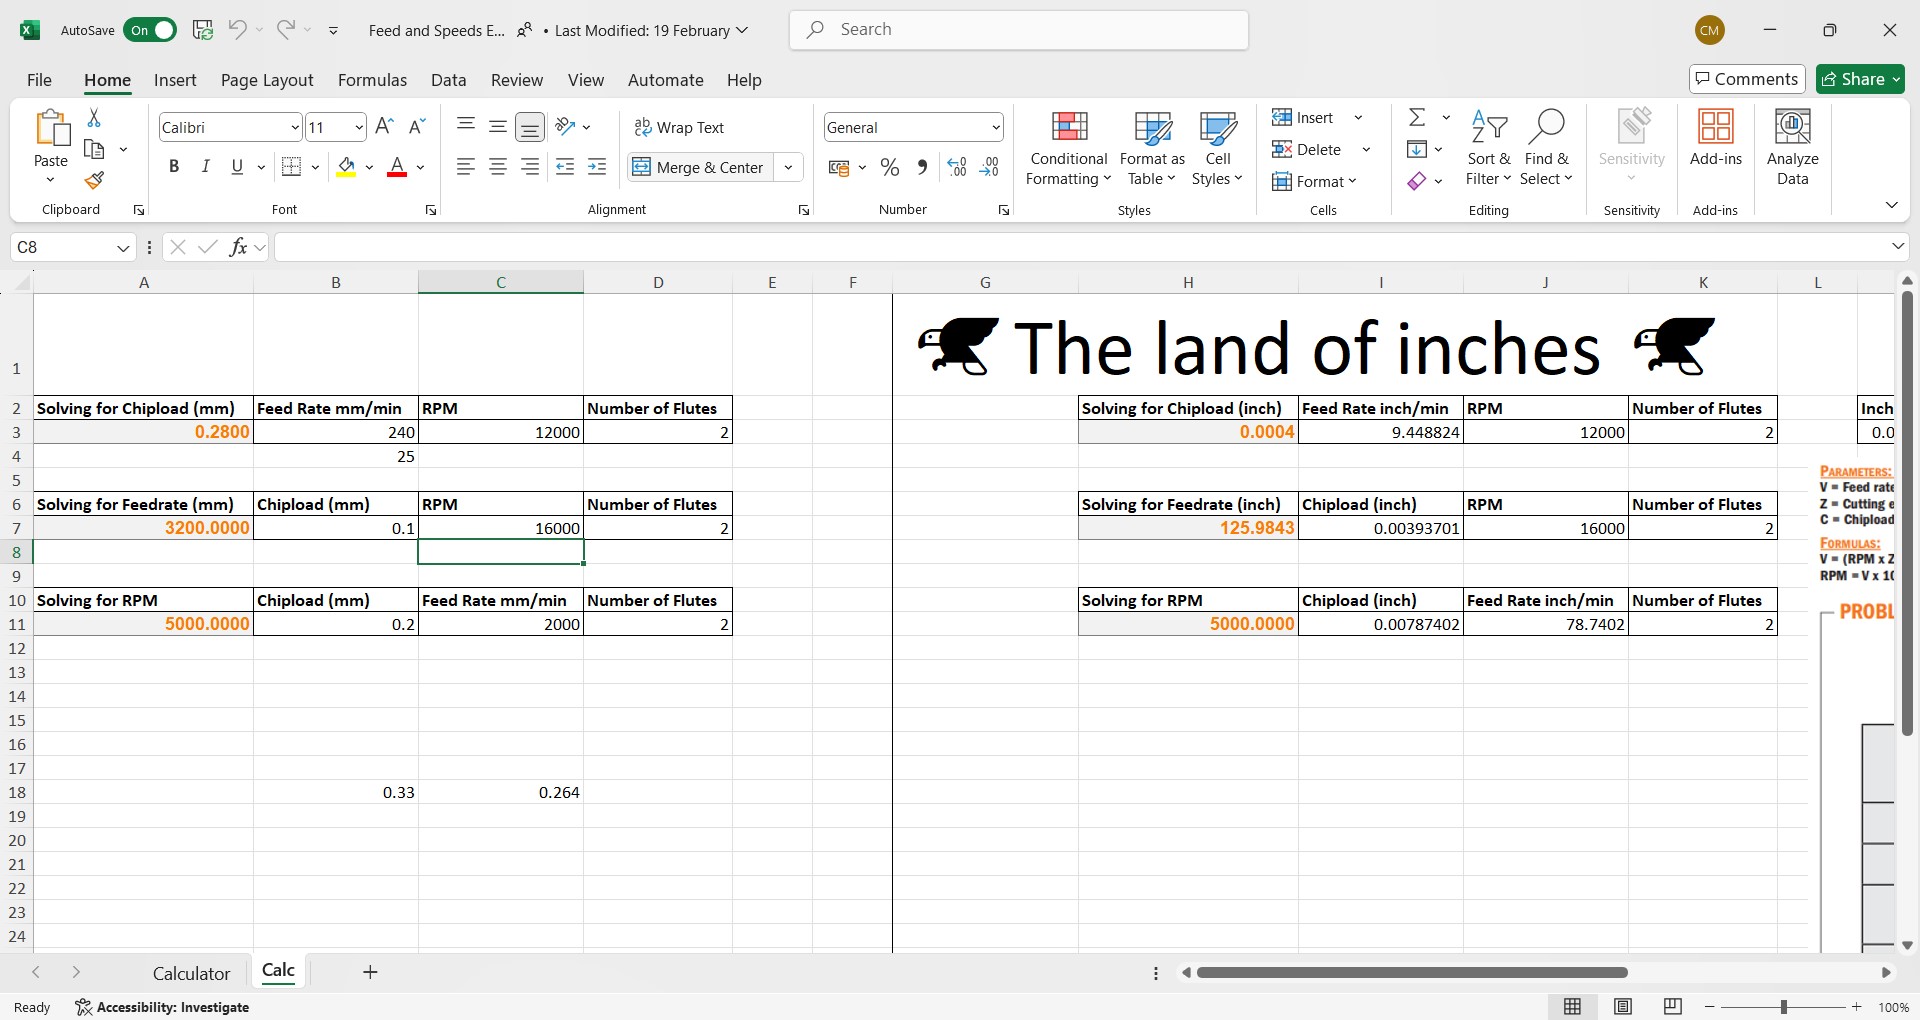 AutoSave On Feed and Speeds E... • Last Modified: 19 February Search CM
File Home Insert Page Layout Formulas Data Review View Automate Help Comments Share
Paste
Clipboard
Calibri 11
B I U A
Font
Wrap Text
Merge & Center
Alignment
General
Number
Conditional Formatting
Format as Table
Cell Styles
Styles
Insert
Delete
Format
Cells
Sort & Filter
Find & Select
Editing
Sensitivity
Sensitivity
Add-ins
Add-ins
Analyze Data
C8 fx
A B C D E F G H I J K L
1 The land of inches
2 Solving for Chipload (mm) Feed Rate mm/min RPM Number of Flutes Solving for Chipload (inch) Feed Rate inch/min RPM Number of Flutes Inch
3 0.2800 240 12000 2 0.0004 9.448824 12000 2 0.0
4 25
PARAMETERS:
5 V = Feed rate
6 Solving for Feedrate (mm) Chipload (mm) RPM Number of Flutes Solving for Feedrate (inch) Chipload (inch) RPM Number of Flutes Z = Cutting e
7 3200.0000 0.1 16000 2 125.9843 0.00393701 16000 2 C = Chipload
8 FORMULAS:
V = (RPM x Z
9 RPM = V x 10
10 Solving for RPM Chipload (mm) Feed Rate mm/min Number of Flutes Solving for RPM Chipload (inch) Feed Rate inch/min Number of Flutes PROBL
11 5000.0000 0.2 2000 2 5000.0000 0.00787402 78.7402 2
12
13
14
15
16
17
18 0.33 0.264
19
20
21
22
23
24
Calculator Calc +
Ready Accessibility: Investigate 100%